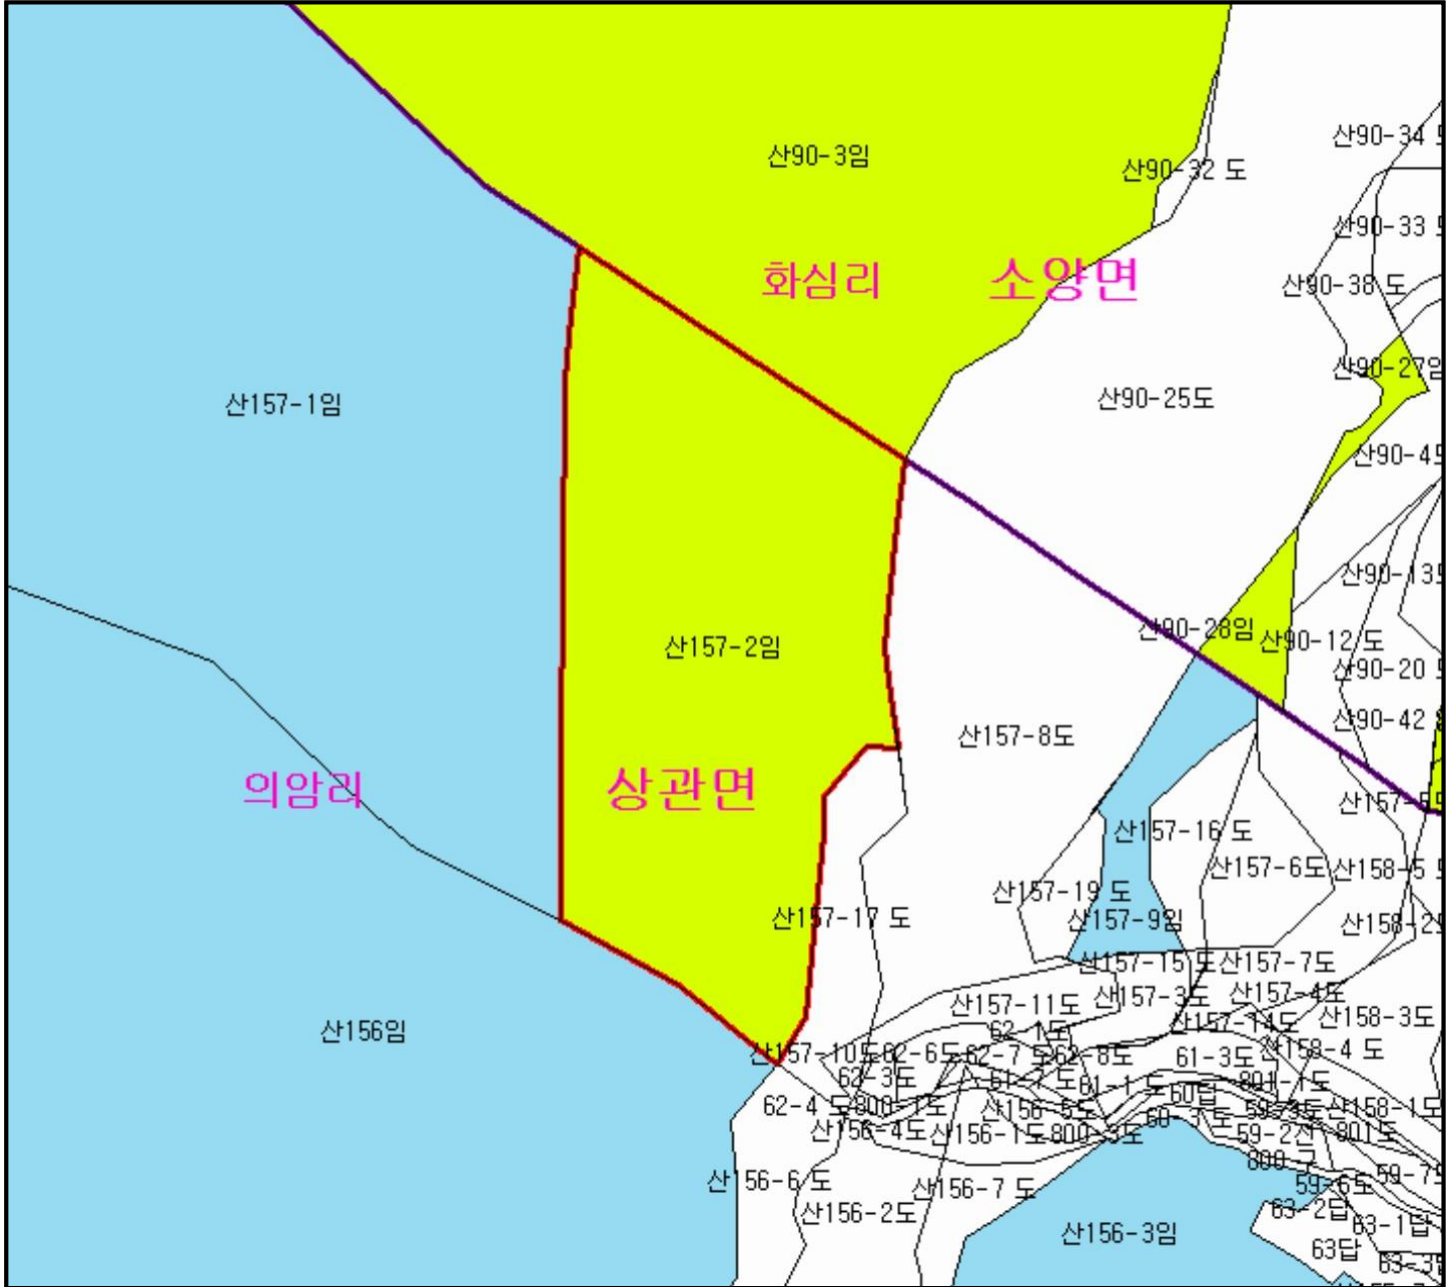 산90-34
산90-3임
산90-32 도
산90-33
화심리
소양면
산90-38 도
산90-27임
산157-1임
산90-25도
산90-4도
산90-13도
산90-28임
산90-12 도
산157-2임
산90-20
산90-42
산157-8도
의암리
상관면
산157-5도
산157-16 도
산157-6도
산158-5
산157-19 도
산157-17 도
산157-9임
산158-2도
산157-15 도
산157-7도
산157-11도
산157-3도
산157-4도
산156임
62-1도
산157-14도
산158-3도
산157-10도
62-6도
62-7 도
62-8도
61-3도
산158-4 도
62-3도
61-2 도
61-1 도
801-1도
62-4 도
800-1도
산156-5도
60답
59-3도
산158-1도
산156-4도
산156-1도
800-3도
60-3 도
59-2전
801도
800 구
산156-6 도
산156-7 도
59-6도
59-7도
산156-2도
63-2답
63-1답
산156-3임
63답